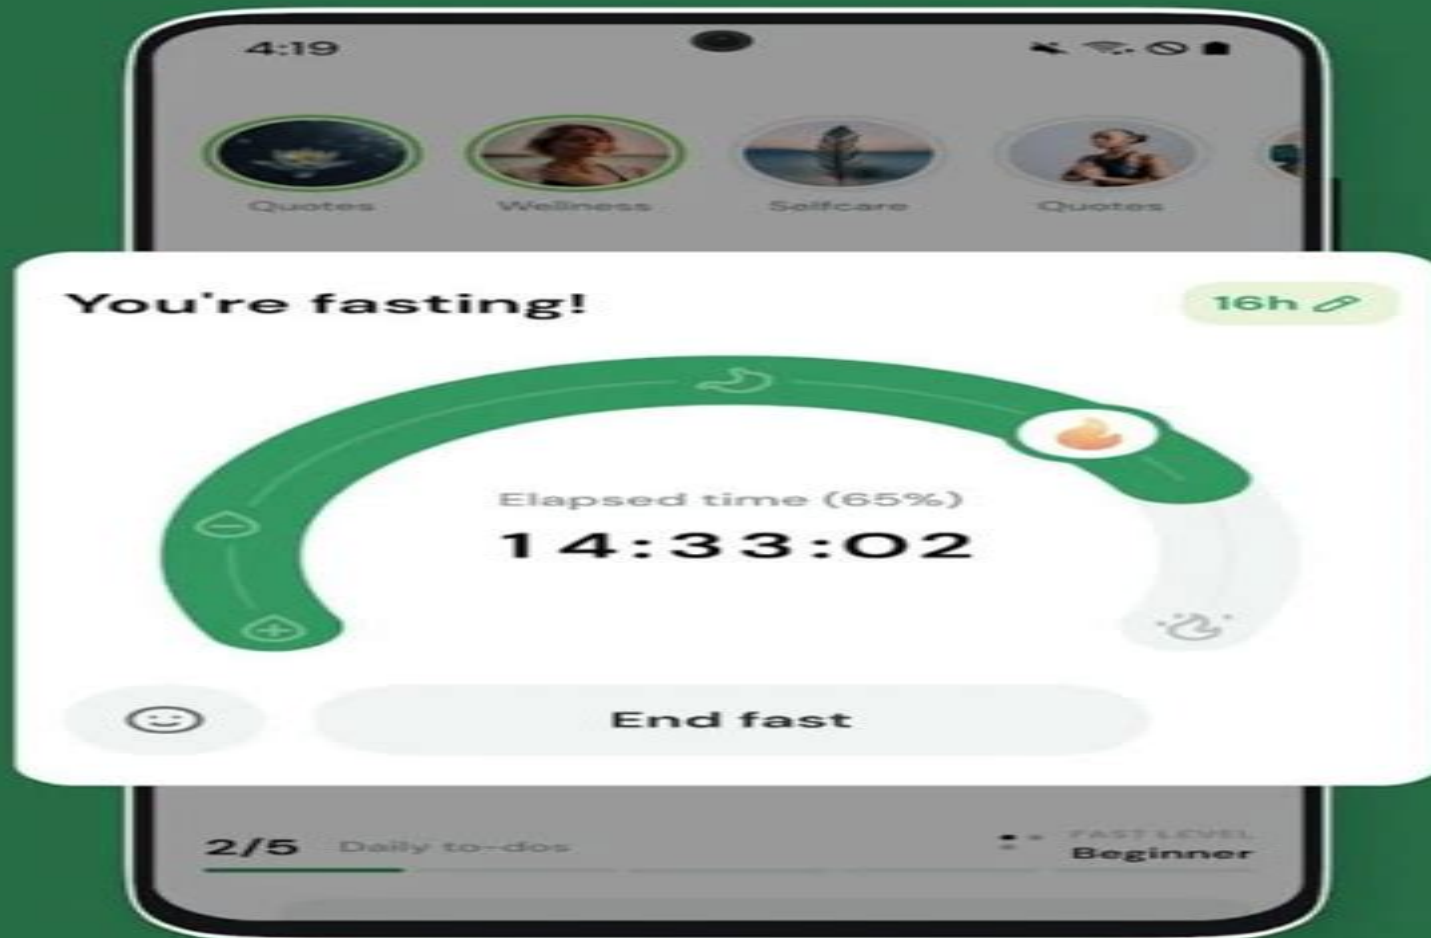 4:19
Quotes Wellness Selfcare Quotes
You're fasting!
16h
Elapsed time (65%)
14:33:02
End fast
2/5 Daily to-dos
FAST LEVEL
Beginner